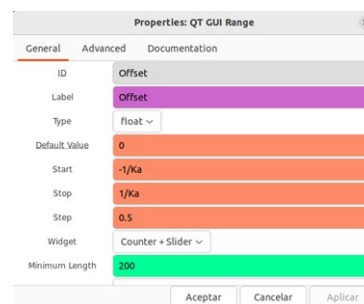 Properties: QT GUI Range
General Advanced Documentation
ID Offset
Label Offset
Type float
Default Value 0
Start -1/Ka
Stop 1/Ka
Step 0.5
Widget Counter + Slider
Minimum Length 200
Aceptar Cancelar Aplicar